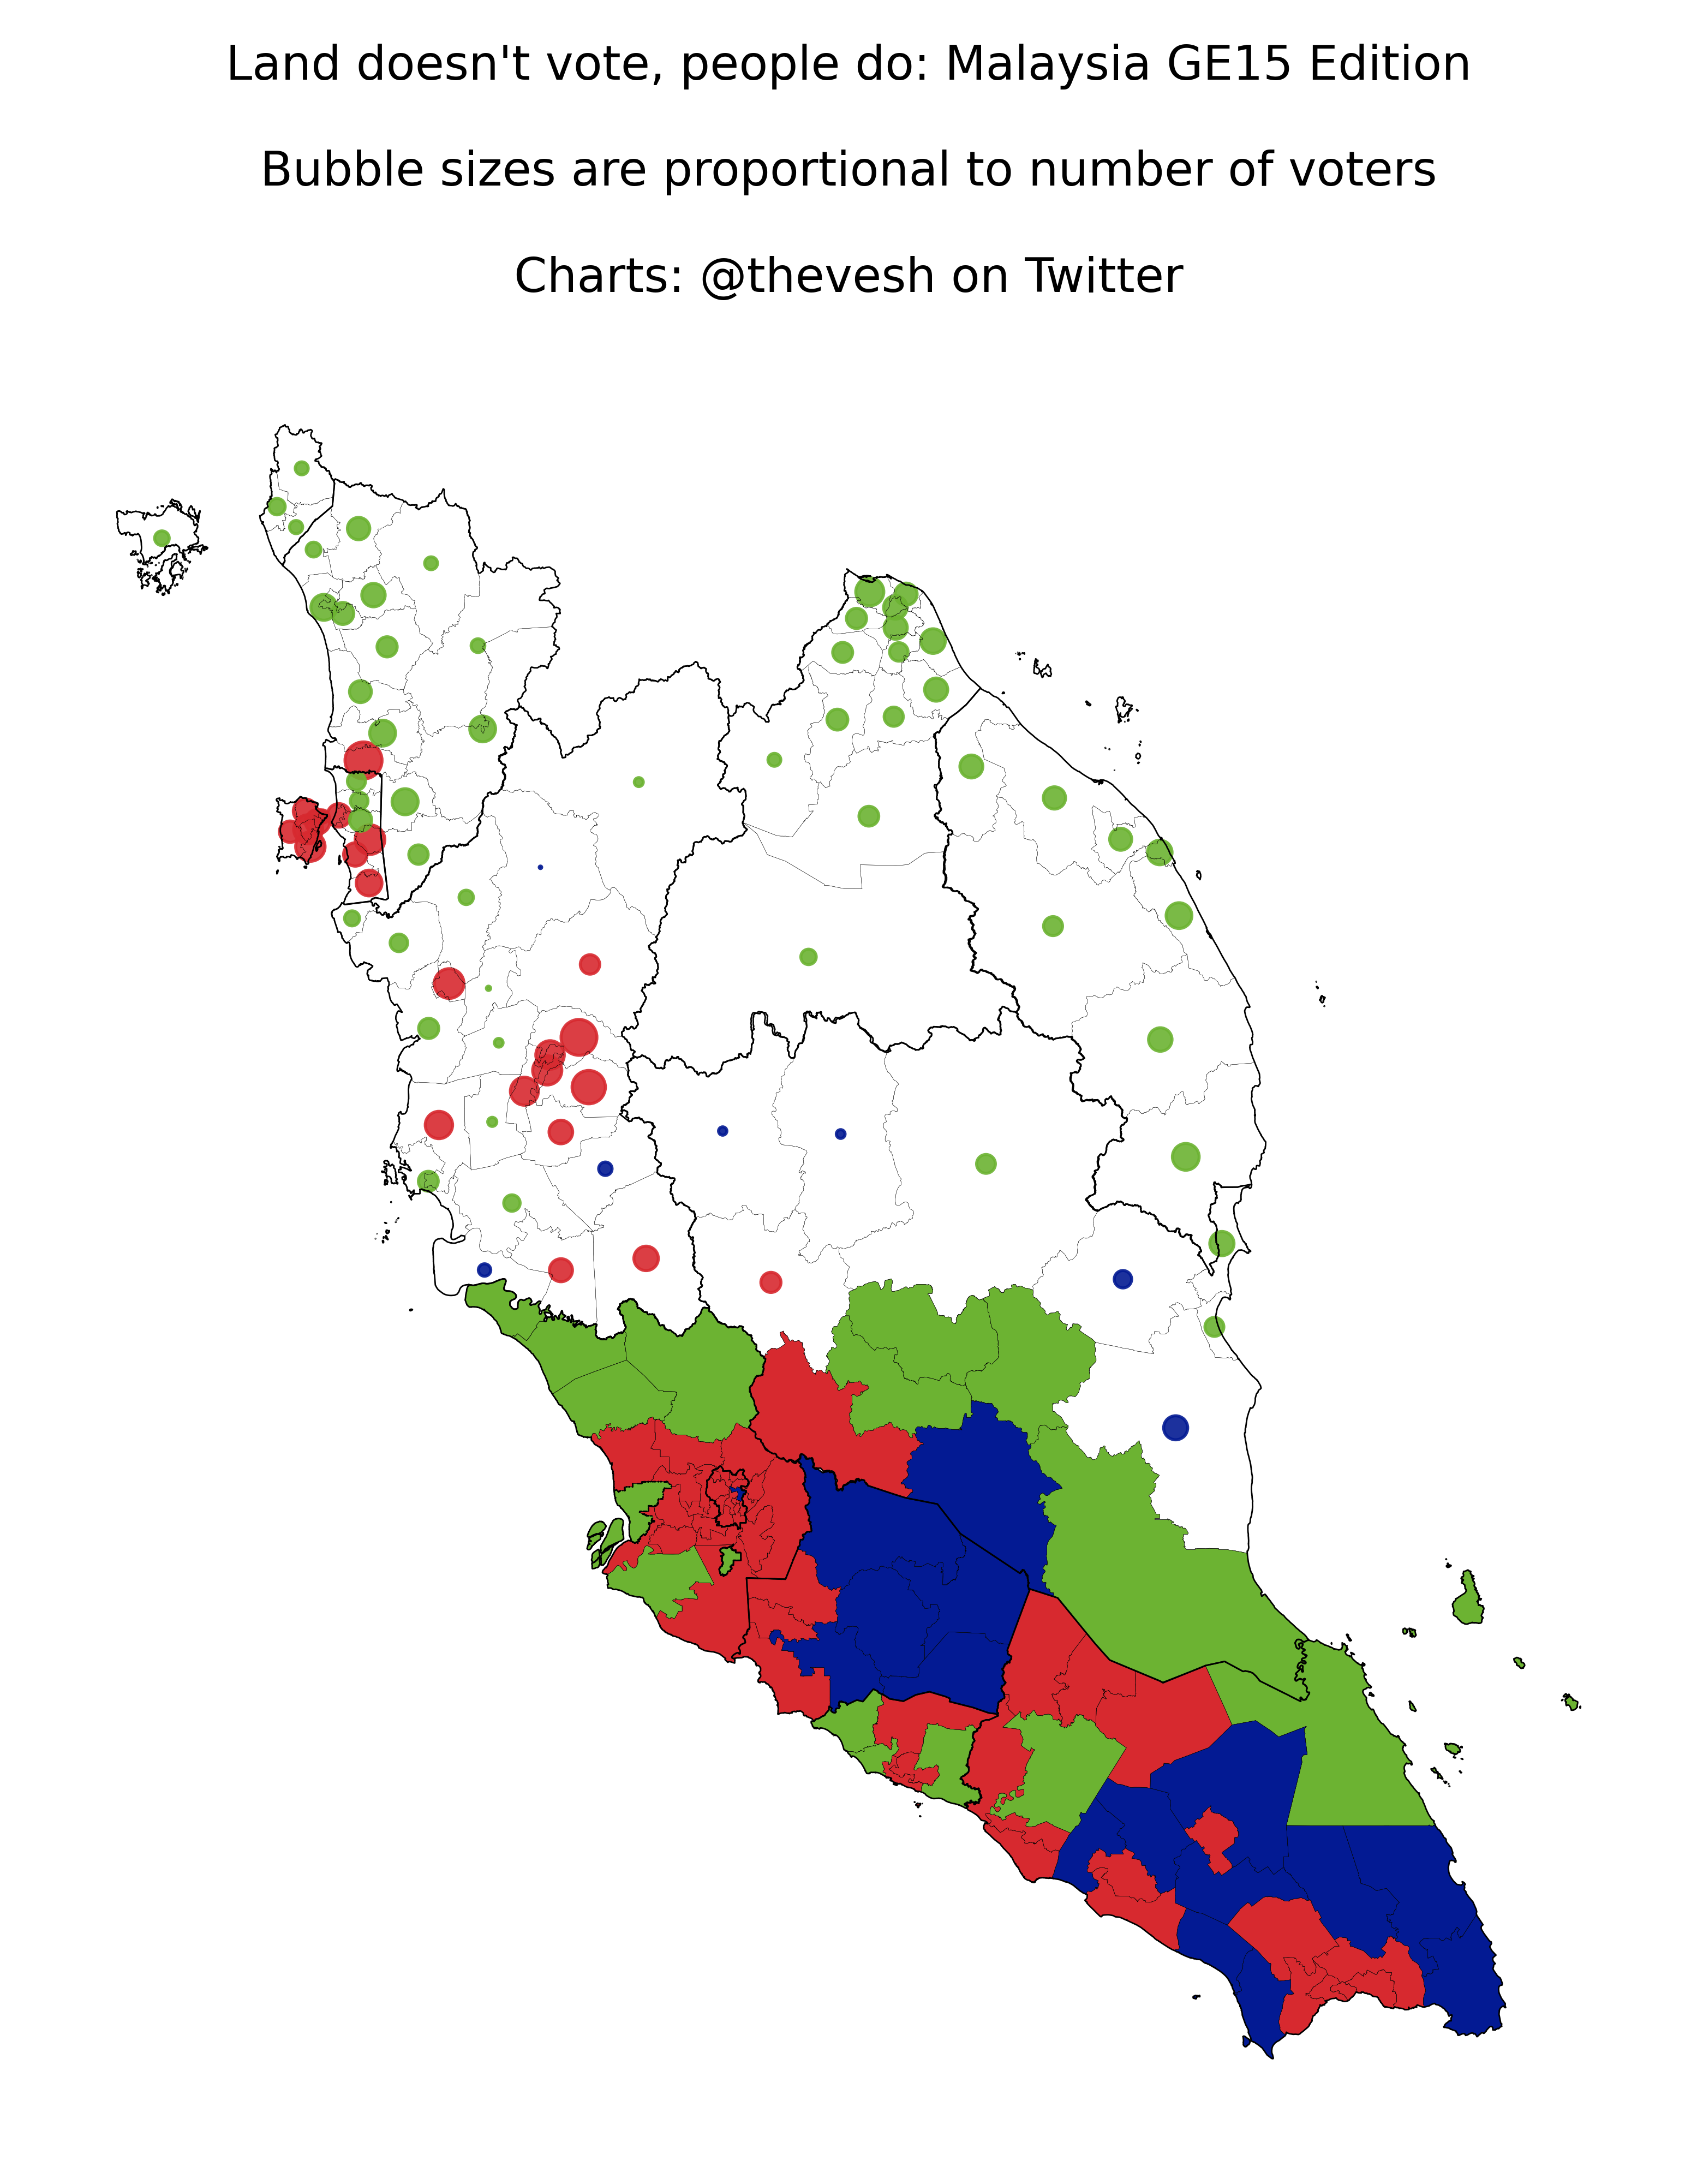 Land doesn't vote, people do: Malaysia GE15 Edition
Bubble sizes are proportional to number of voters
Charts: @thevesh on Twitter